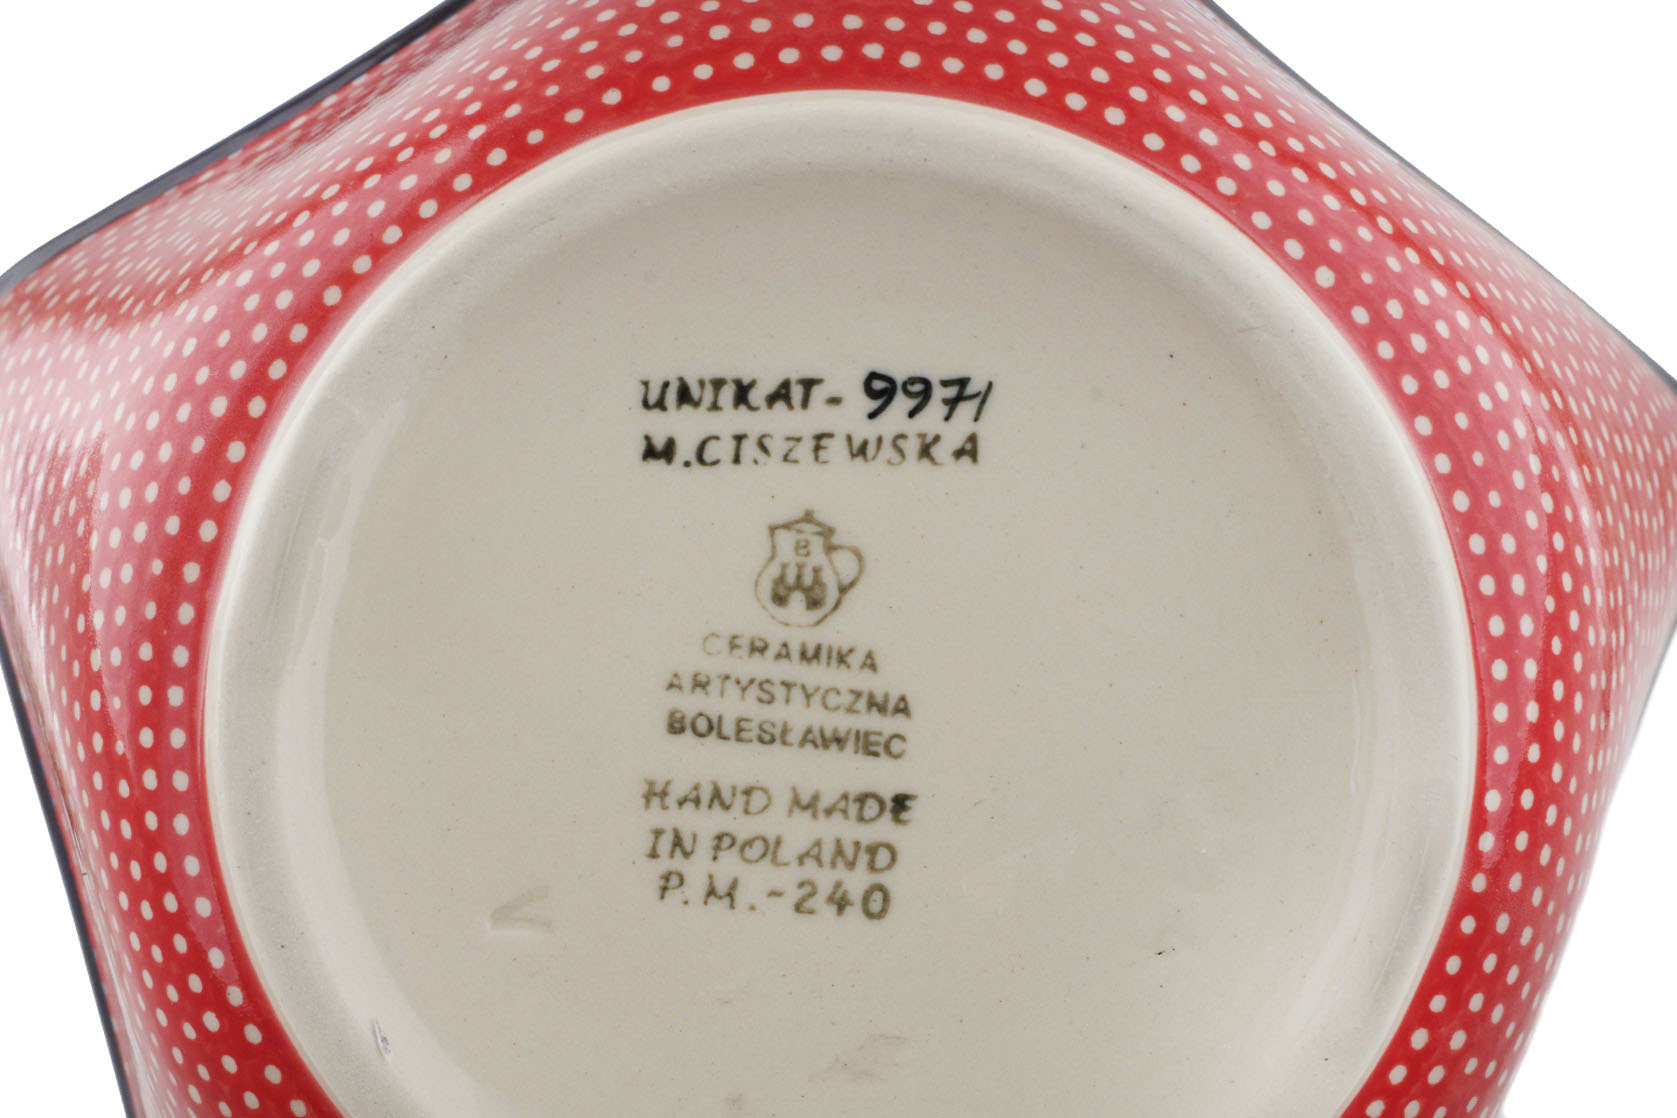 UNIKAT-997/
M.CISZEWSKA
B
CERAMIKA
ARTYSTYCZNA
BOLESŁAWIEC
HAND MADE
IN POLAND
P.M.-240